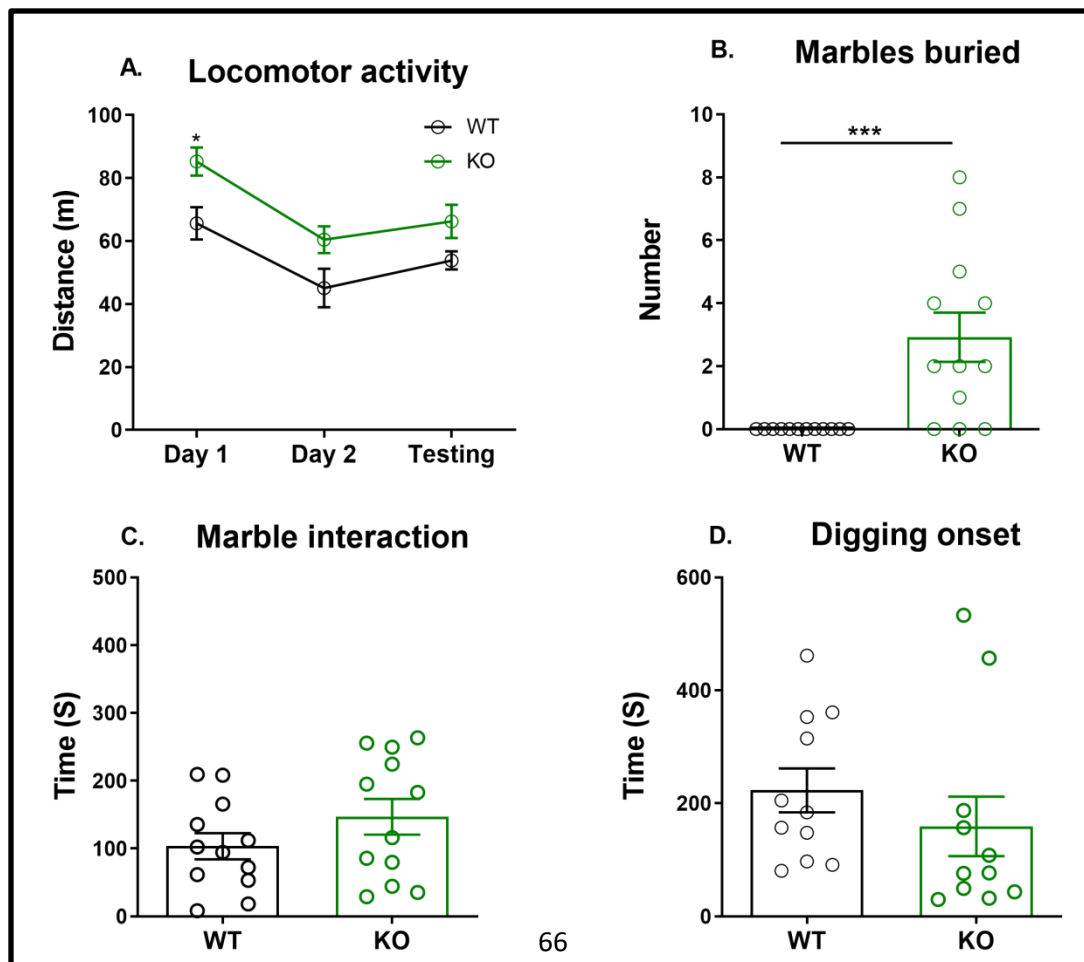 A. Locomotor activity
100
80
60
40
20
0
Distance (m)
*
WT
KO
Day 1 Day 2 Testing
B. Marbles buried
10
8
6
4
2
0
Number
***
WT KO
C. Marble interaction
500
400
300
200
100
0
Time (S)
WT KO
D. Digging onset
600
400
200
0
Time (S)
WT KO
66